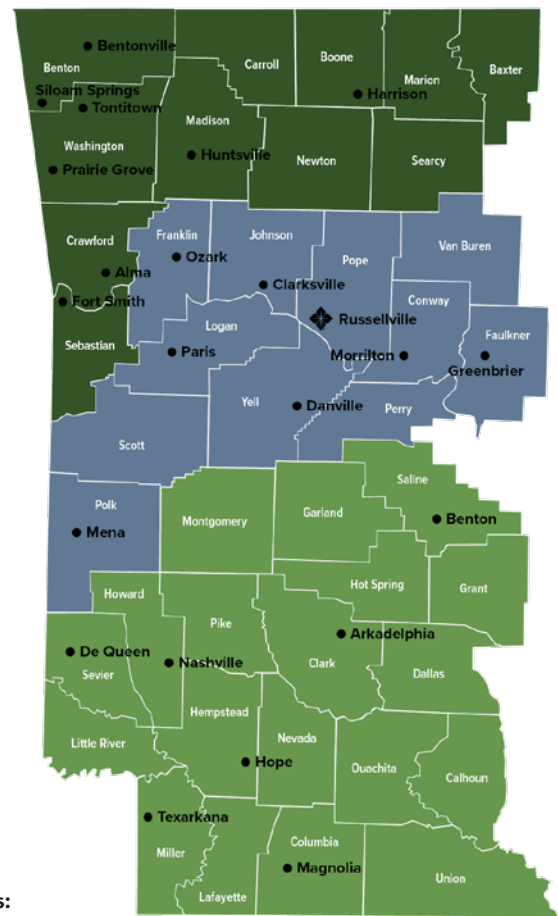 Bentonville
Benton
Carroll
Boone
Marion
Baxter
Siloam Springs
Tontitown
Harrison
Madison
Washington
Huntsville
Newton
Searcy
Prairie Grove
Crawford
Franklin
Johnson
Van Buren
Ozark
Pope
Alma
Clarksville
Conway
Fort Smith
Logan
Russellville
Faulkner
Sebastian
Paris
Morrilton
Greenbrier
Yell
Danville
Perry
Scott
Saline
Polk
Garland
Montgomery
Benton
Mena
Hot Spring
Grant
Howard
Pike
Arkadelphia
De Queen
Nashville
Clark
Sevier
Dallas
Hempstead
Nevada
Little River
Hope
Ouachita
Calhoun
Texarkana
Columbia
Miller
Magnolia
Union
Lafayette
s: